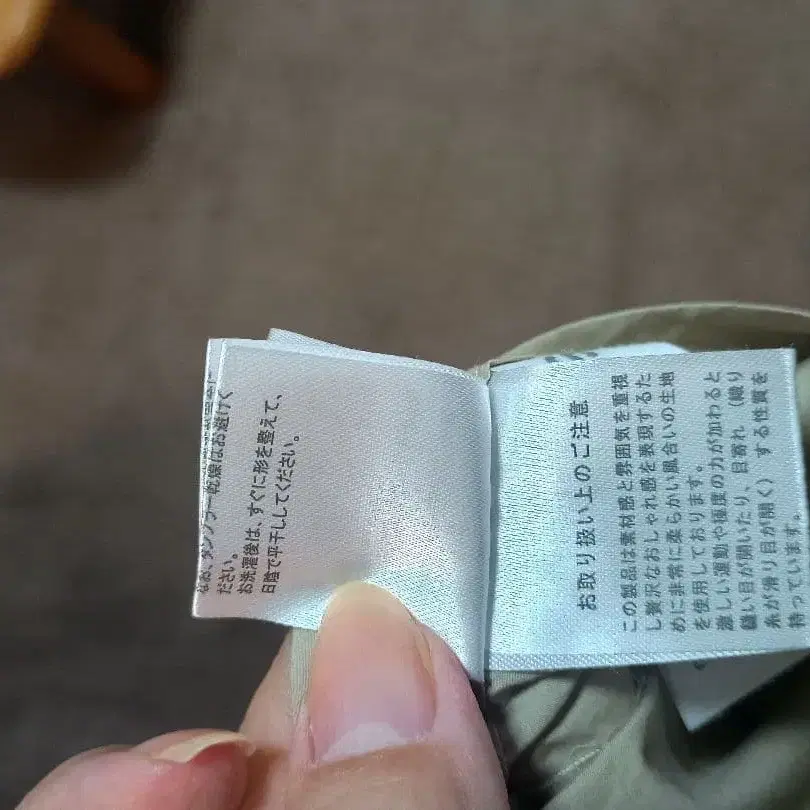 なお、タンブラー乾燥はお避けく
ださい。
お洗濯後は、すぐに形を整えて、
日陰で平干ししてください。
お取り扱い上のご注意
この製品は素材感と雰囲気を重視
し贅沢なおしゃれ感を表現するた
めに非常に柔らかい風合いの生地
を使用しております。
激しい運動や極度の力が加わると
縫い目が開いたり、目寄れ（織り
糸が滑り目が開く）する性質を
持っています。